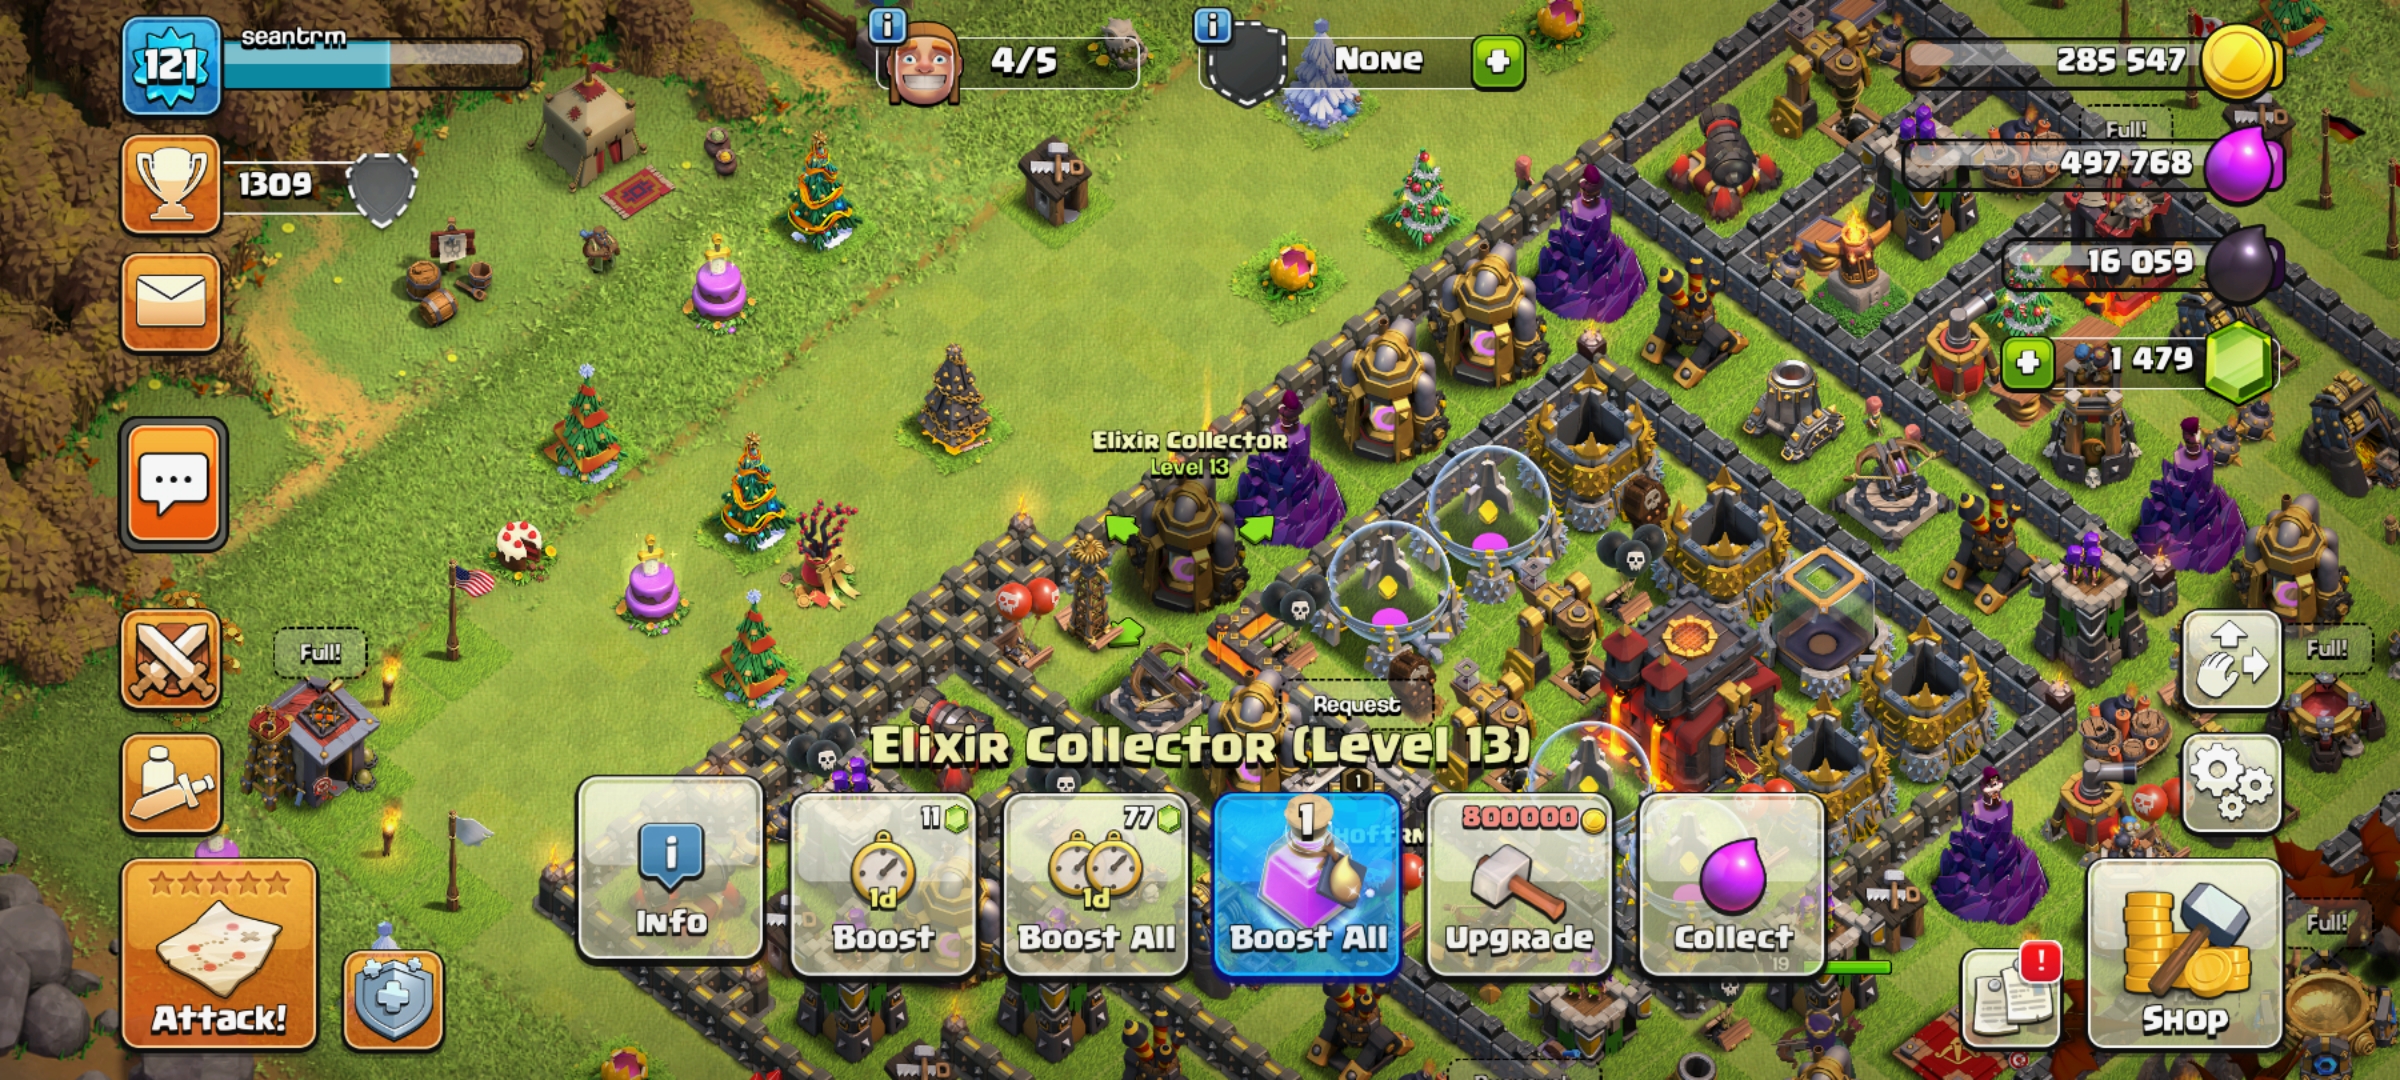 121
seantrm
4/5
None
285 547
Full!
497 768
1309
16 059
1 479
Elixir Collector
Level 13
Full!
Full!
Request
Elixir Collector (Level 13)
1
Info
11
1d
Boost
77
1d
Boost All
1
Boost All
800000
Upgrade
Collect
19
Full!
Attack!
!
Shop